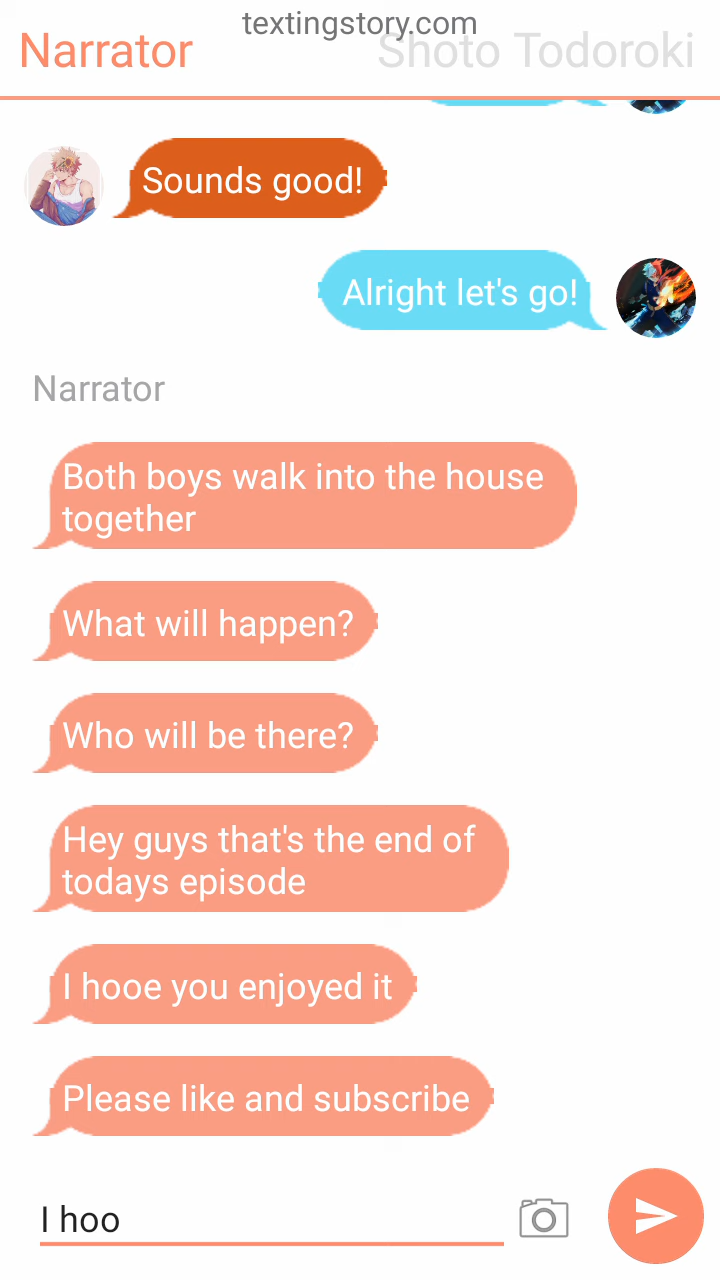 textingstory.com
Narrator
Shoto Todoroki
Sounds good!
Alright let's go!
Narrator
Both boys walk into the house
together
What will happen?
Who will be there?
Hey guys that's the end of
todays episode
I hooe you enjoyed it
Please like and subscribe
I hoo